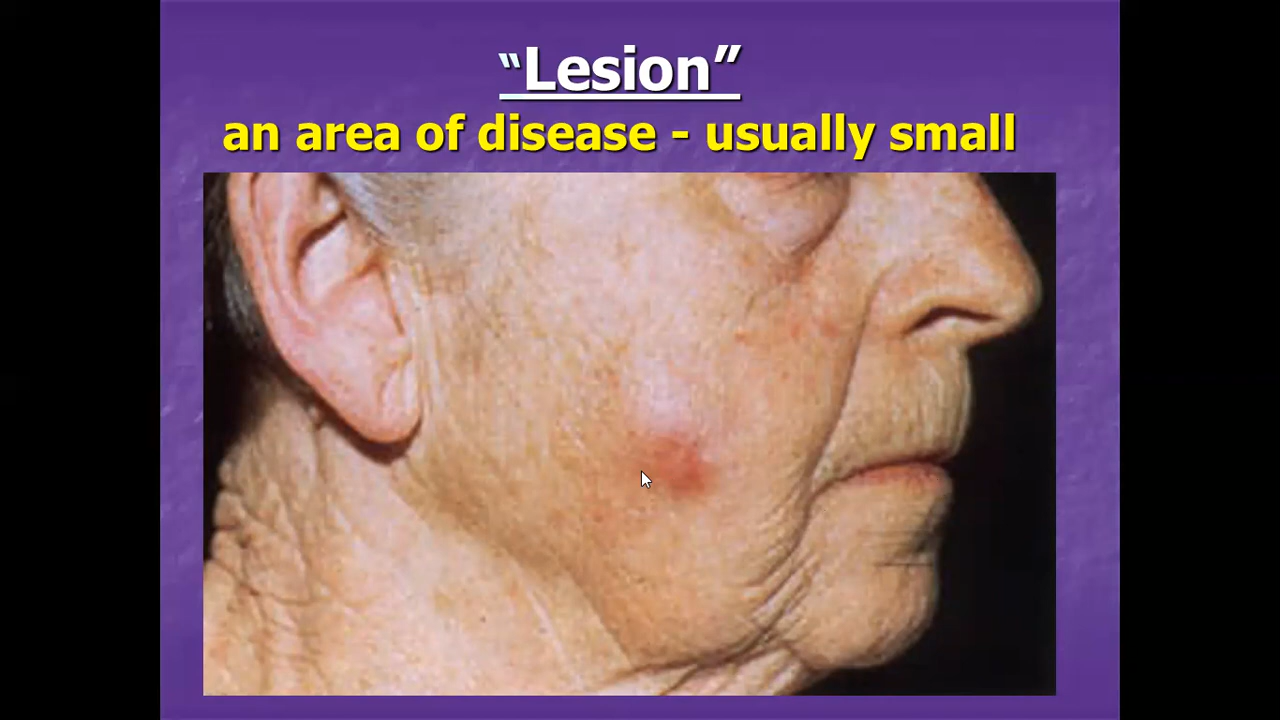 “Lesion”
an area of disease - usually small